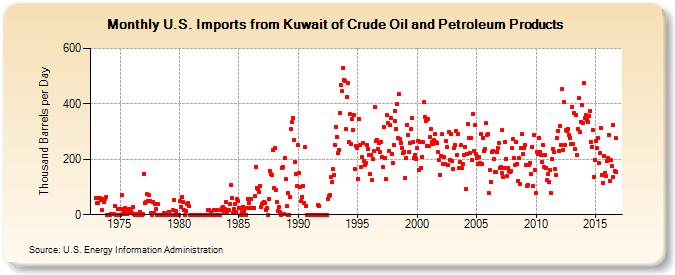 Monthly U.S. Imports from Kuwait of Crude Oil and Petroleum Products
Thousand Barrels per Day
600
400
200
0
1975 1980 1985 1990 1995 2000 2005 2010 2015
Source: U.S. Energy Information Administration